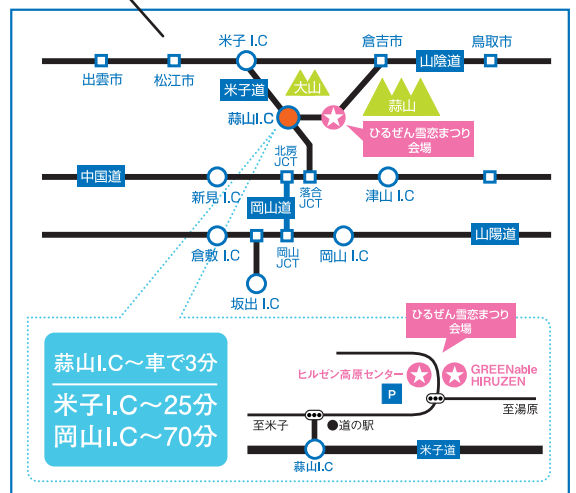 米子 I.C
倉吉市
鳥取市
山陰道
出雲市
松江市
米子道
大山
蒜山
蒜山I.C
ひるぜん雪恋まつり
会場
北房
JCT
中国道
新見 I.C
落合
JCT
津山 I.C
岡山道
山陽道
倉敷 I.C
岡山
JCT
岡山 I.C
坂出 I.C
蒜山I.C〜車で3分
米子I.C〜25分
岡山I.C〜70分
ひるぜん雪恋まつり
会場
ヒルゼン高原センター
GREENable
HIRUZEN
P
至湯原
至米子
●道の駅
米子道
蒜山I.C